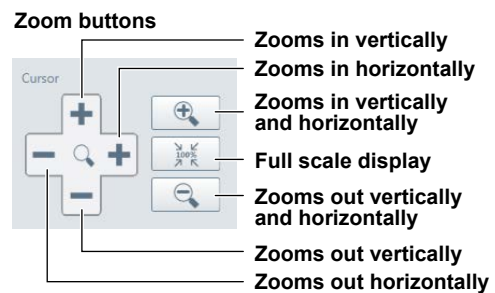 Zoom buttons
Zooms in vertically
Cursor
Zooms in horizontally
Zooms in vertically
and horizontally
100%
Full scale display
Zooms out vertically
and horizontally
Zooms out vertically
Zooms out horizontally